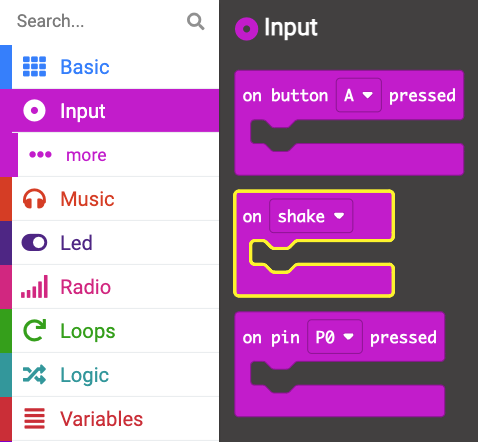 Search...
Basic
Input
more
Music
Led
Radio
Loops
Logic
Variables
Input
on button A pressed
on shake
on pin P0 pressed